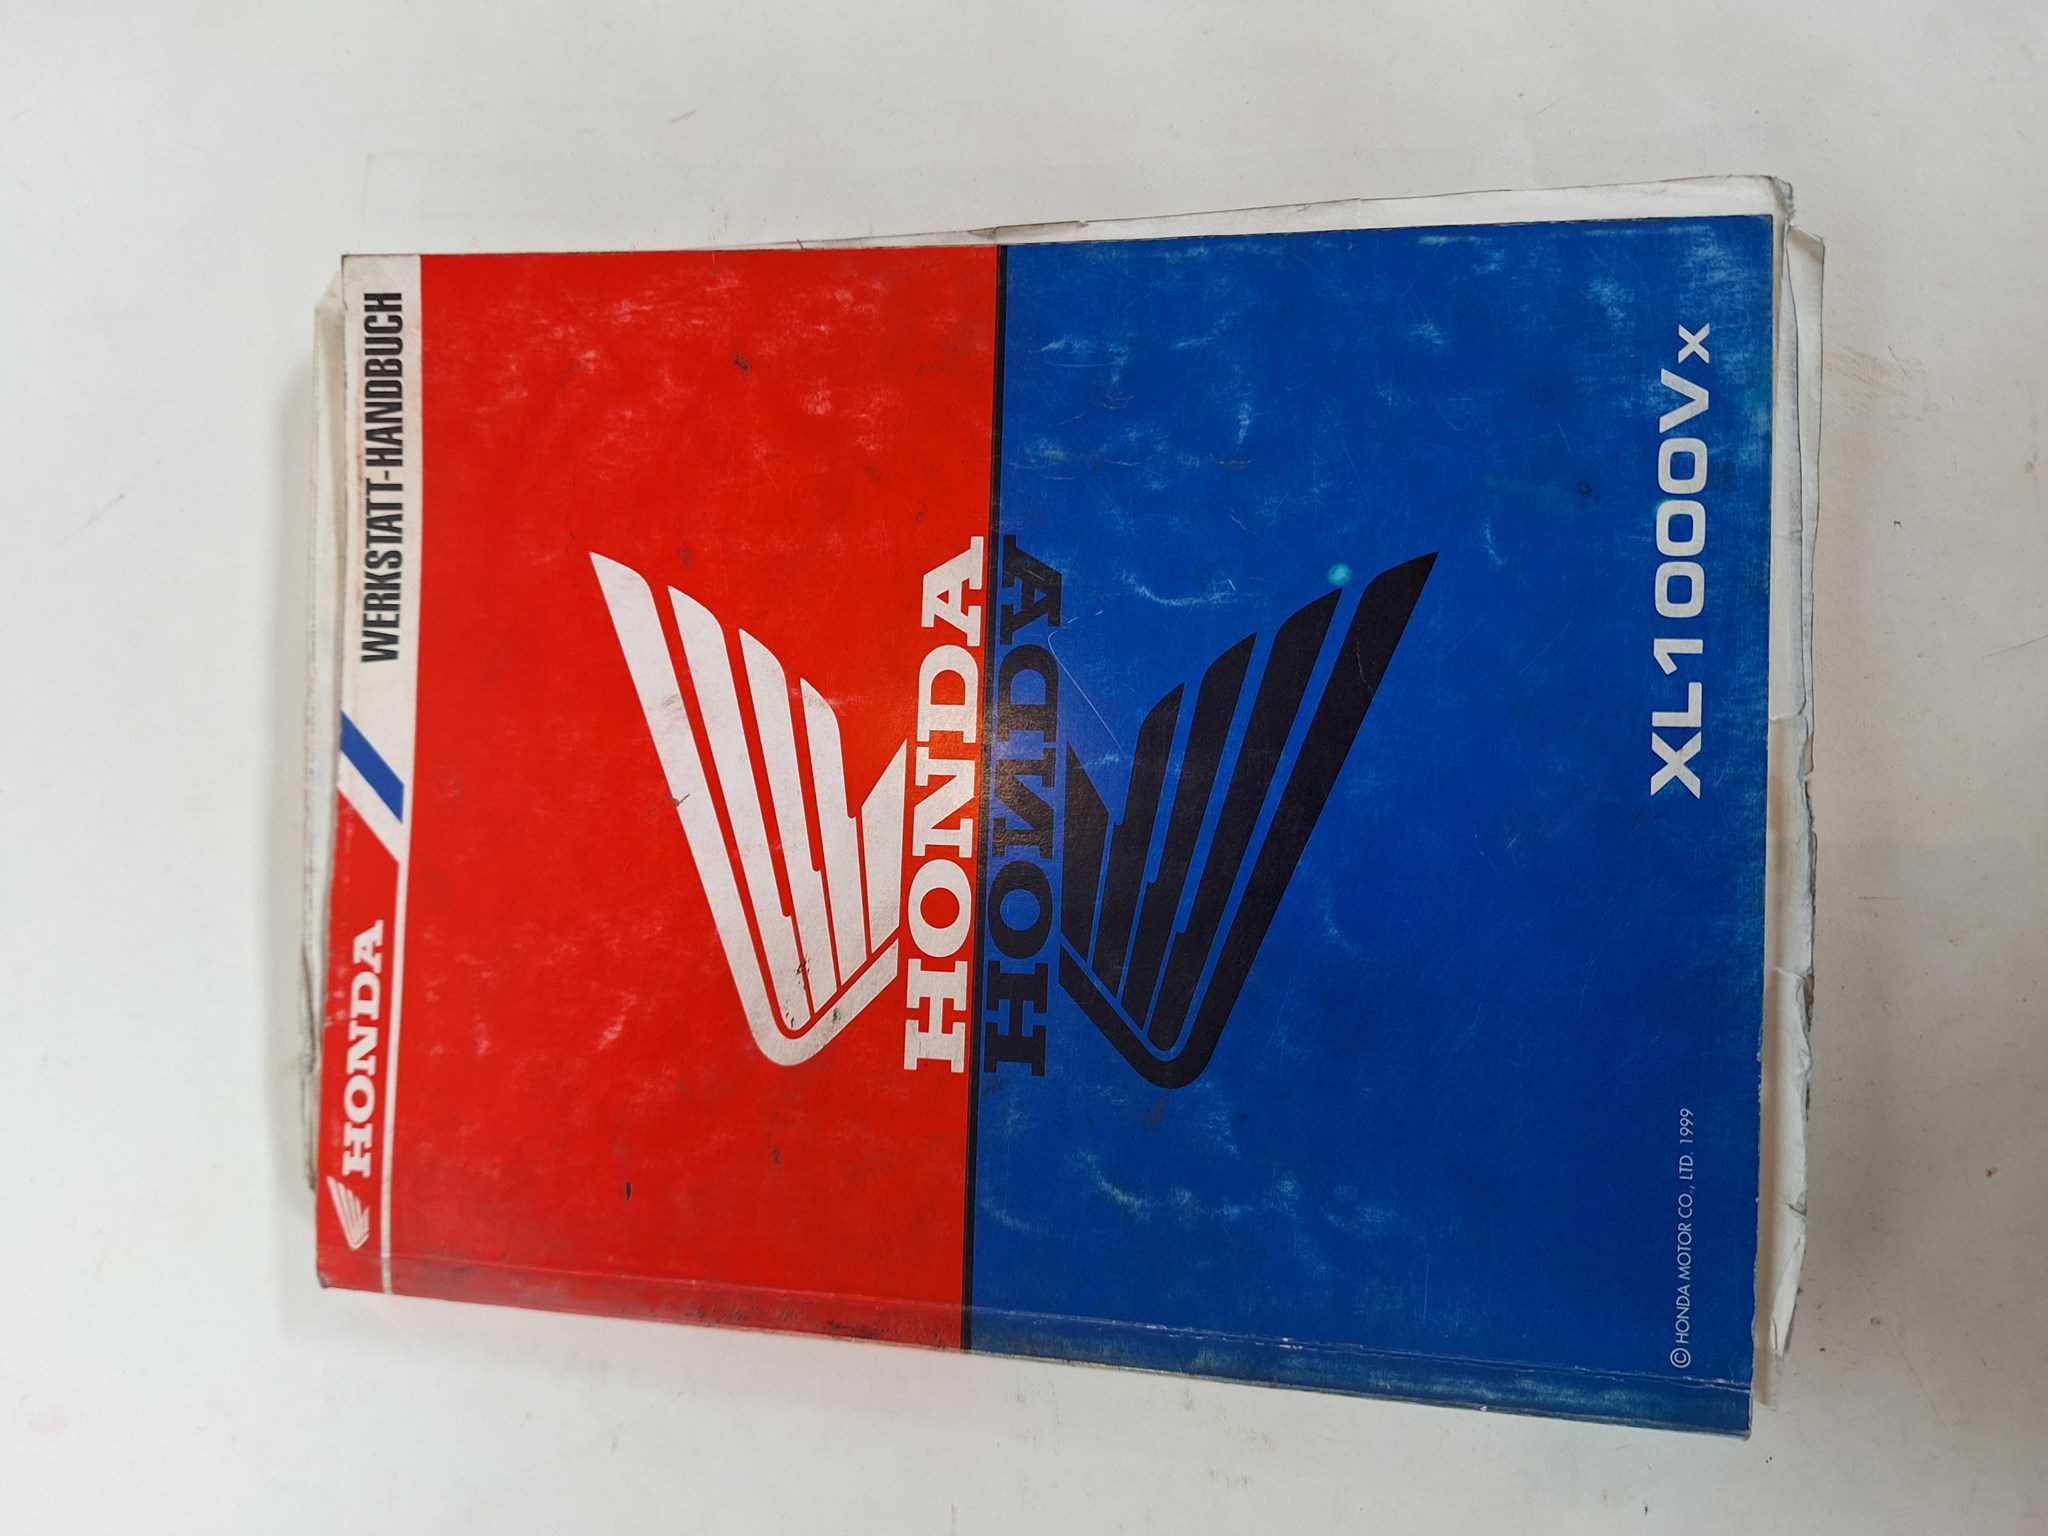 HONDA
WERKSTATT-HANDBUCH
HONDA
HONDA
XL1000Vx
© HONDA MOTOR CO., LTD. 1999